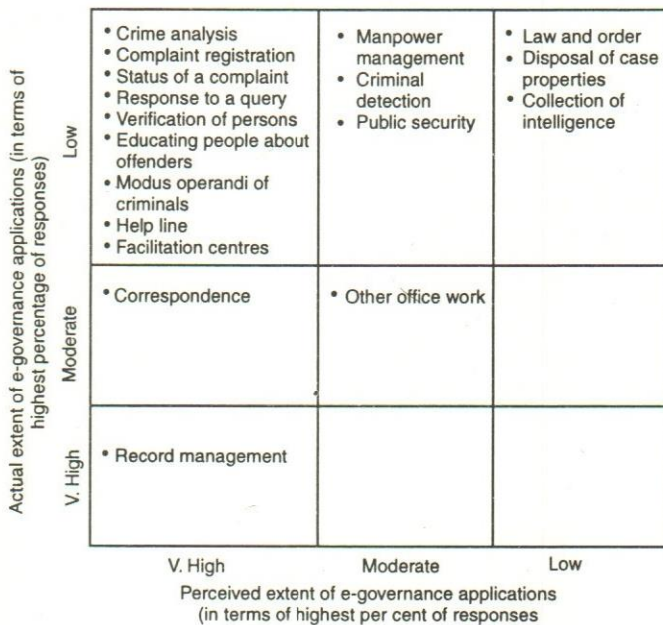 Actual extent of e-governance applications (in terms of
highest percentage of responses)
Low
• Crime analysis
• Complaint registration
• Status of a complaint
• Response to a query
• Verification of persons
• Educating people about
offenders
• Modus operandi of
criminals
• Help line
• Facilitation centres
• Manpower
management
• Criminal
detection
• Public security
• Law and order
• Disposal of case
properties
• Collection of
intelligence
Moderate
• Correspondence
• Other office work
V. High
• Record management
V. High
Moderate
Low
Perceived extent of e-governance applications
(in terms of highest per cent of responses